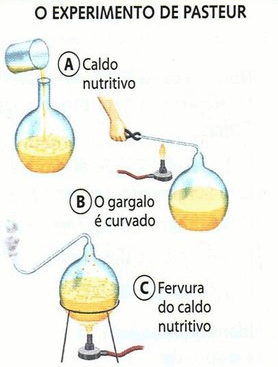 O EXPERIMENTO DE PASTEUR
A Caldo
nutritivo
B O gargalo
é curvado
C Fervura
do caldo
nutritivo